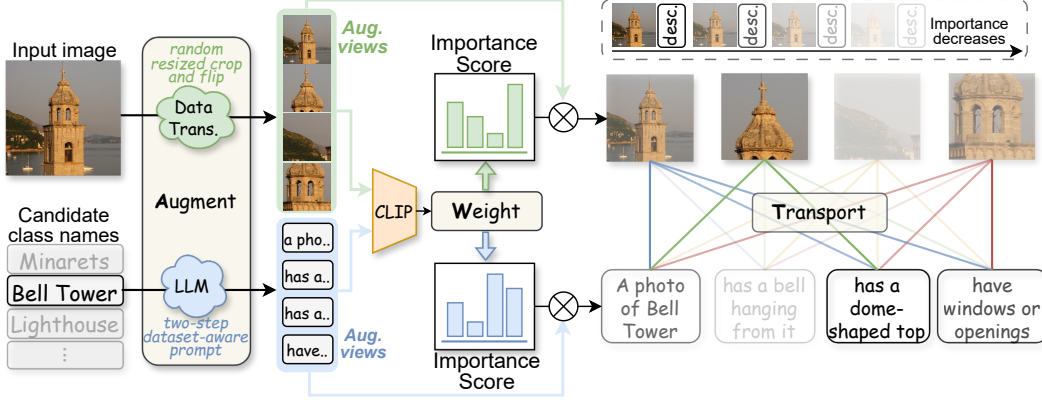 Input image
random
resized crop
and flip
Data
Trans.
Augment
LLM
two-step
dataset-aware
prompt
Candidate
class names
Minarets
Bell Tower
Lighthouse
⋮
Aug.
views
a pho..
has a..
has a..
have..
Aug.
views
CLIP
Importance
Score
Weight
Importance
Score
desc.
desc.
desc.
desc.
Importance
decreases
Transport
A photo
of Bell
Tower
has a bell
hanging
from it
has a
dome-
shaped top
have
windows or
openings